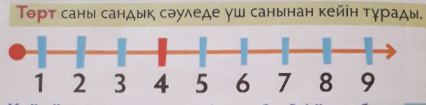 Төрт саны сандық сәуледе үш санынан кейін тұрады.
1 2 3 4 5 6 7 8 9